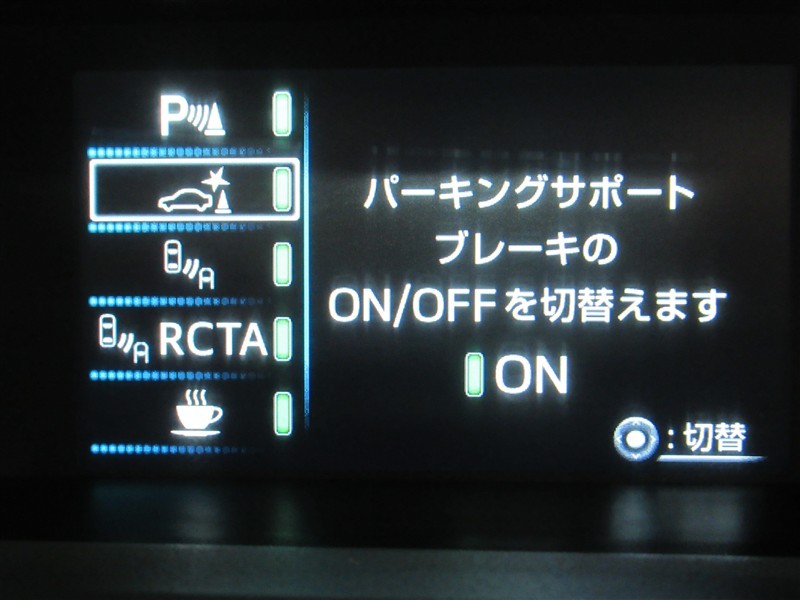 P
RCTA
パーキングサポート
ブレーキの
ON/OFFを切替えます
ON
:切替